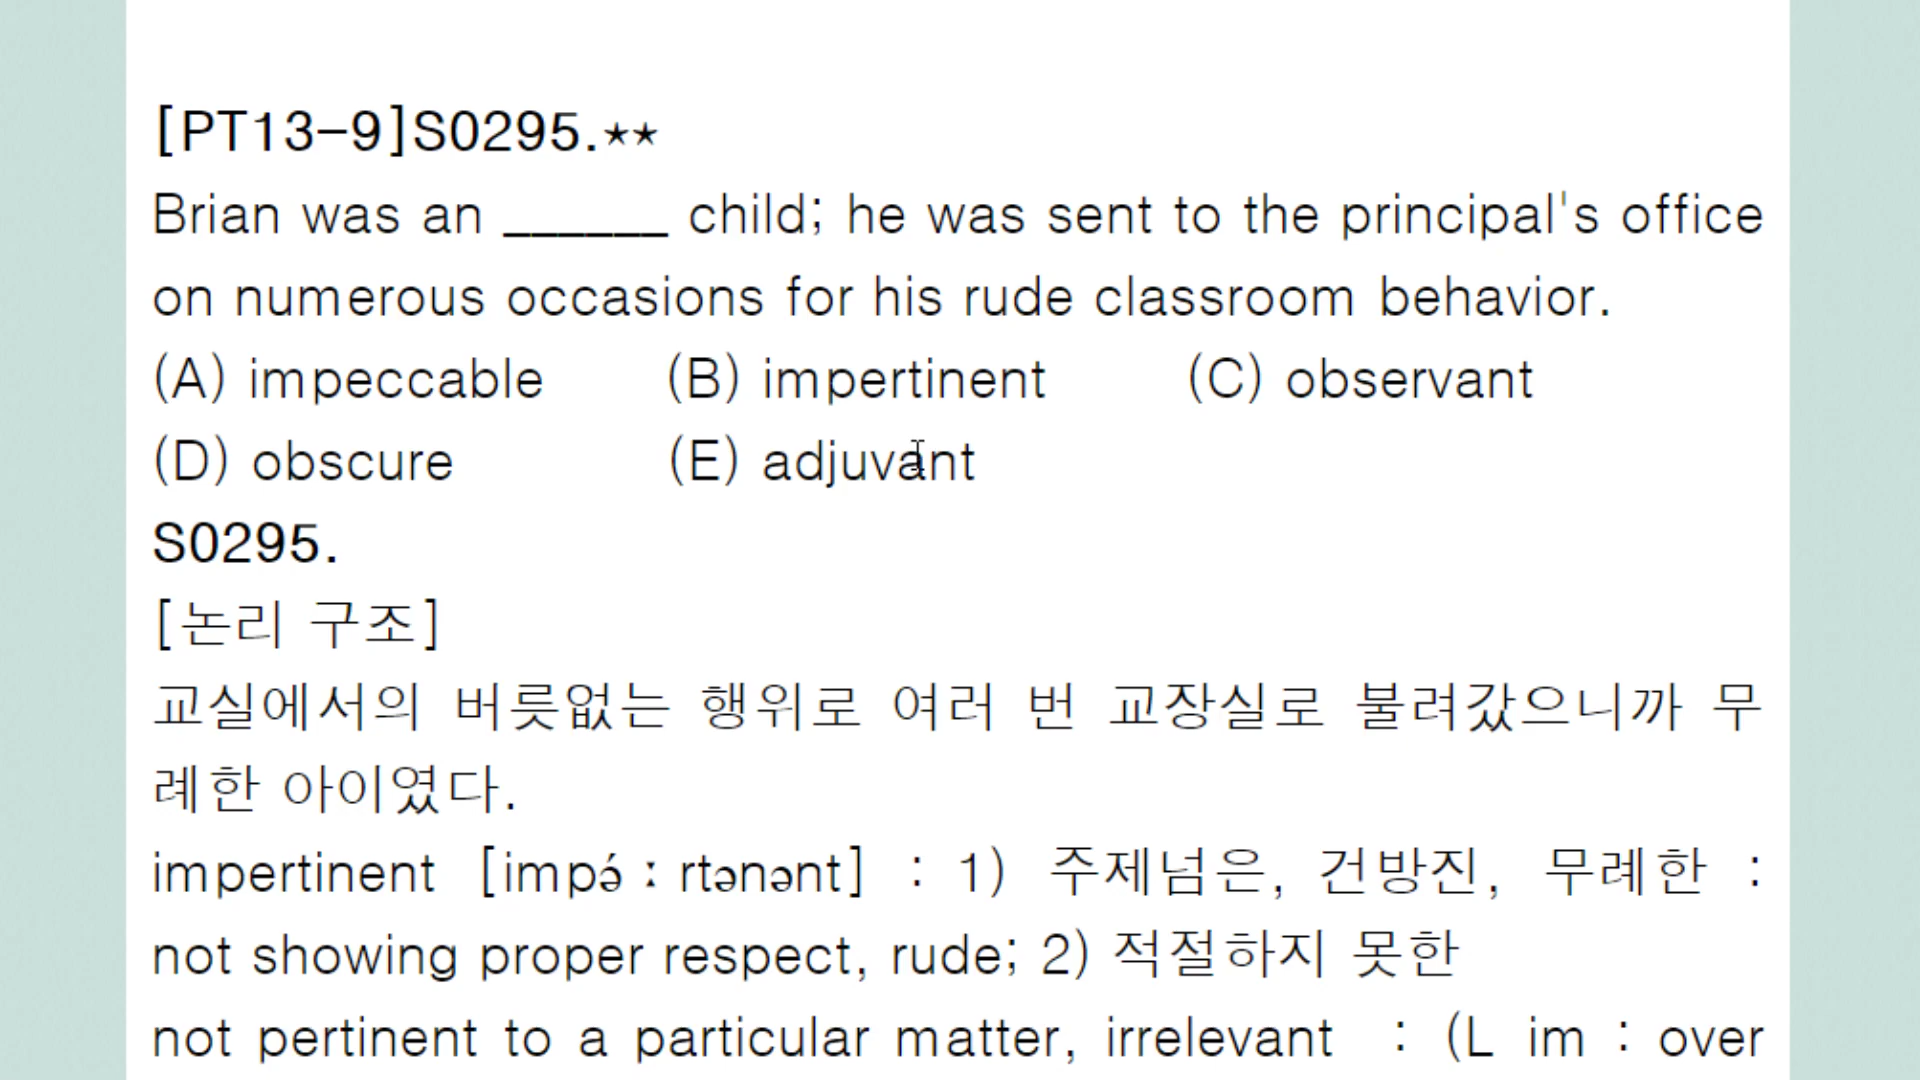 [PT13-9]S0295.★★
Brian was an ______ child; he was sent to the principal's office
on numerous occasions for his rude classroom behavior.
(A) impeccable (B) impertinent (C) observant
(D) obscure (E) adjuvant
S0295.
[논리 구조]
교실에서의 버릇없는 행위로 여러 번 교장실로 불려갔으니까 무
례한 아이였다.
impertinent [impə́ːrtənənt] : 1) 주제넘은, 건방진, 무례한 :
not showing proper respect, rude; 2) 적절하지 못한
not pertinent to a particular matter, irrelevant : (L im : over